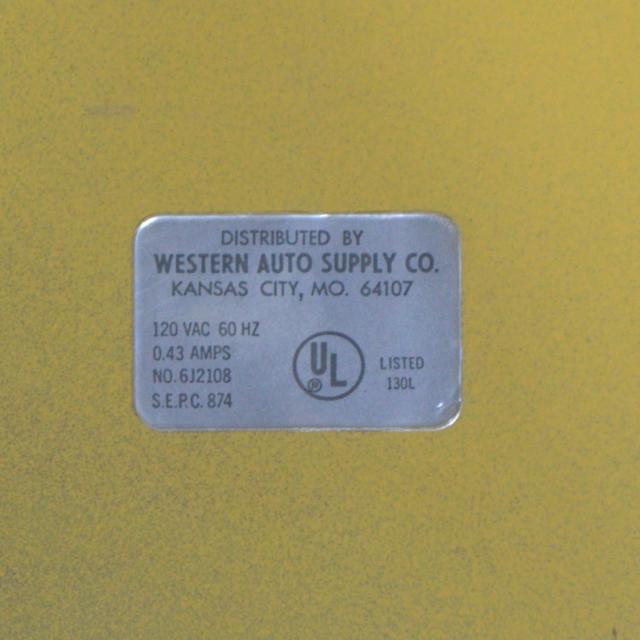 DISTRIBUTED BY
WESTERN AUTO SUPPLY CO.
KANSAS CITY, MO. 64107
120 VAC 60 HZ
0.43 AMPS
NO. 6J2108
S.E.P.C. 874
UL ®
LISTED
130L